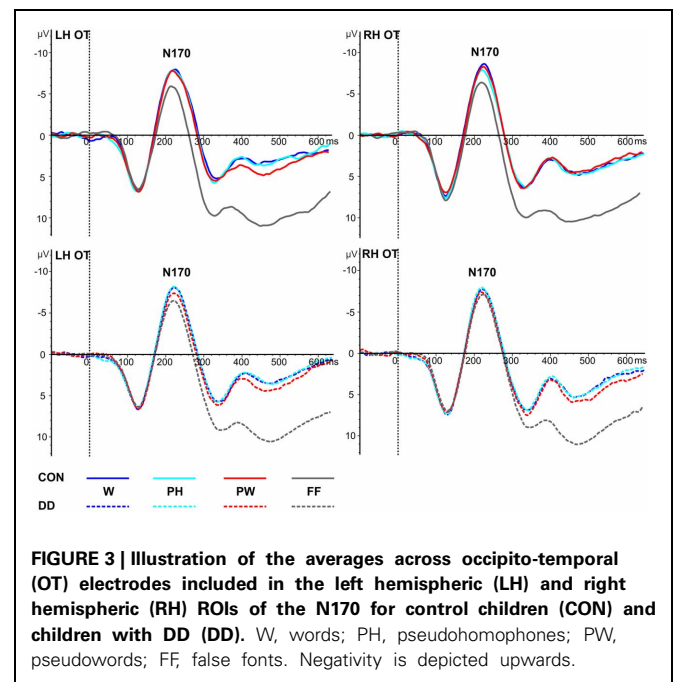 µV LH OT
N170
-10
-5
0
5
10
0 100 200 300 400 500 600 ms
µV RH OT
N170
-10
-5
0
5
10
0 100 200 300 400 500 600 ms
µV LH OT
N170
-10
-5
0
5
10
0 100 200 300 400 500 600 ms
µV RH OT
N170
-10
-5
0
5
10
0 100 200 300 400 500 600 ms
CON
W PH PW FF
DD
FIGURE 3 | Illustration of the averages across occipito-temporal
(OT) electrodes included in the left hemispheric (LH) and right
hemispheric (RH) ROIs of the N170 for control children (CON) and
children with DD (DD). W, words; PH, pseudohomophones; PW,
pseudowords; FF, false fonts. Negativity is depicted upwards.